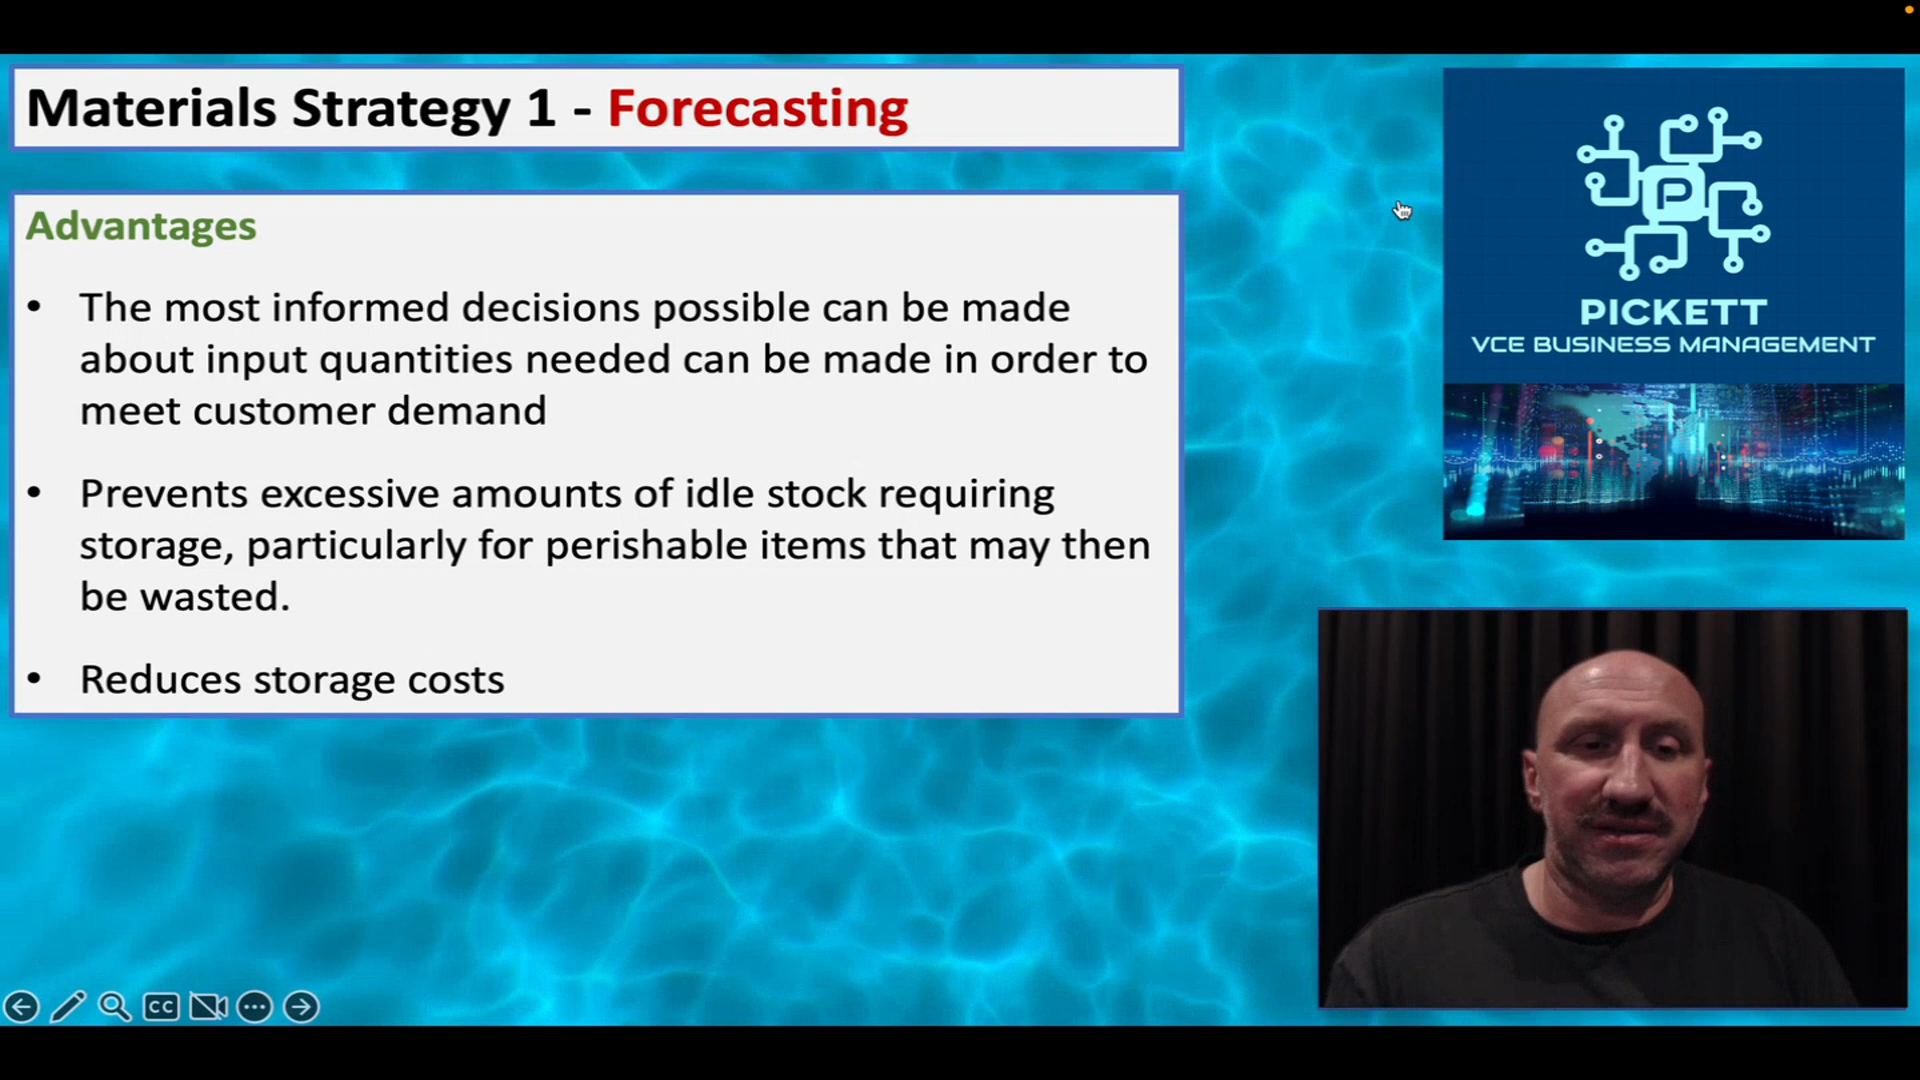 Materials Strategy 1 - Forecasting
Advantages
• The most informed decisions possible can be made
about input quantities needed can be made in order to
meet customer demand
• Prevents excessive amounts of idle stock requiring
storage, particularly for perishable items that may then
be wasted.
• Reduces storage costs
P
PICKETT
VCE BUSINESS MANAGEMENT
CC